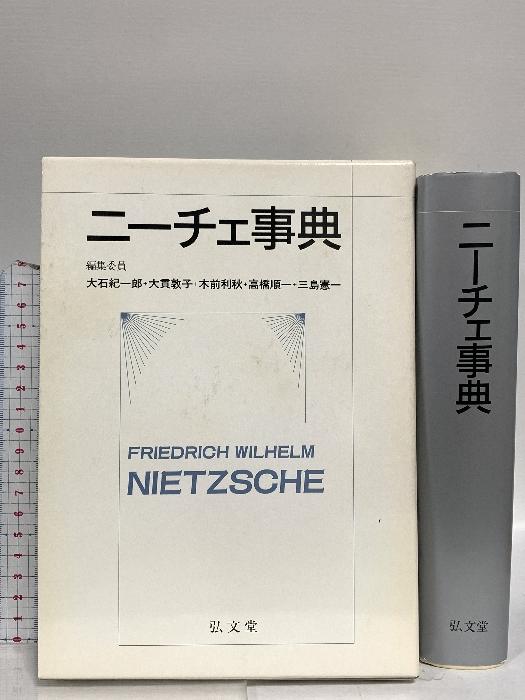 ニーチェ事典
編集委員
大石紀一郎・大貫敦子・木前利秋・高橋順一・三島憲一
FRIEDRICH WILHELM
NIETZSCHE
弘文堂
ニーチェ事典
弘文堂